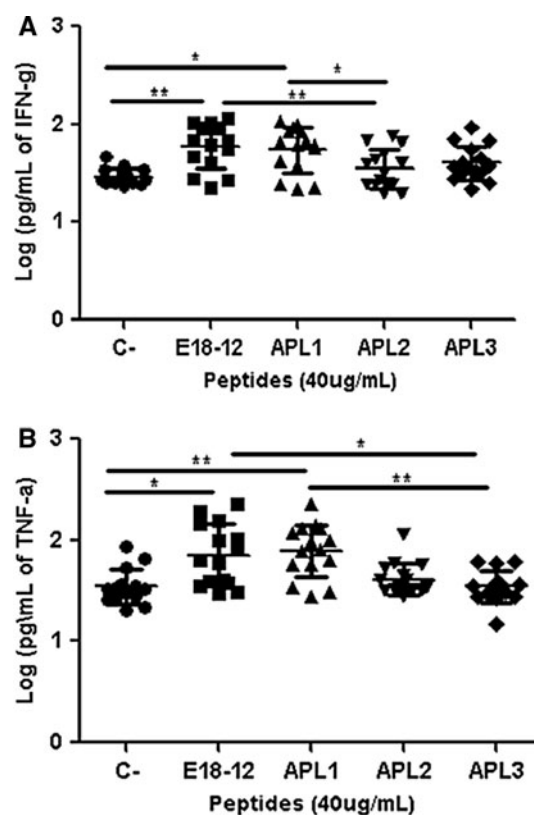 A
Log (pg/mL of IFN-g)
3
2
1
0
*
*
**
**
C- E18-12 APL1 APL2 APL3
Peptides (40ug/mL)
B
Log (pg\mL of TNF-a)
3
2
1
0
*
**
**
*
C- E18-12 APL1 APL2 APL3
Peptides (40ug/mL)